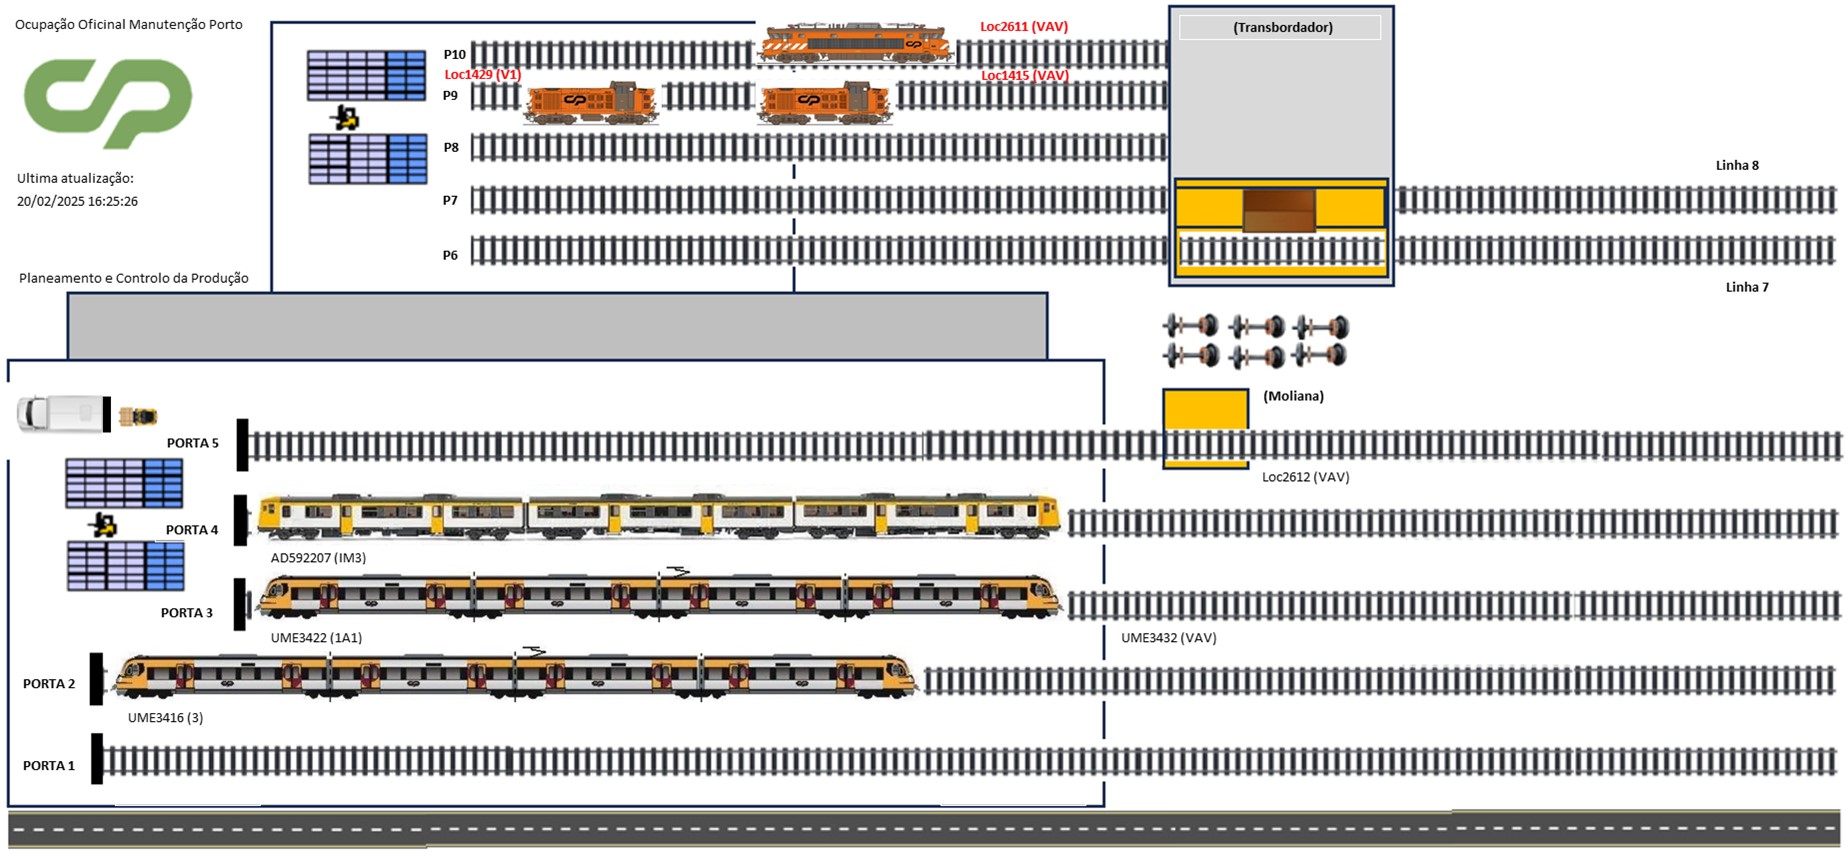 Ocupação Oficinal Manutenção Porto
Loc2611 (VAV)
(Transbordador)
P10
Loc1429 (V1)
Loc1415 (VAV)
P9
P8
Ultima atualização:
20/02/2025 16:25:26
Linha 8
P7
P6
Planeamento e Controlo da Produção
Linha 7
(Moliana)
PORTA 5
Loc2612 (VAV)
PORTA 4
AD592207 (IM3)
PORTA 3
UME3422 (1A1)
UME3432 (VAV)
PORTA 2
UME3416 (3)
PORTA 1